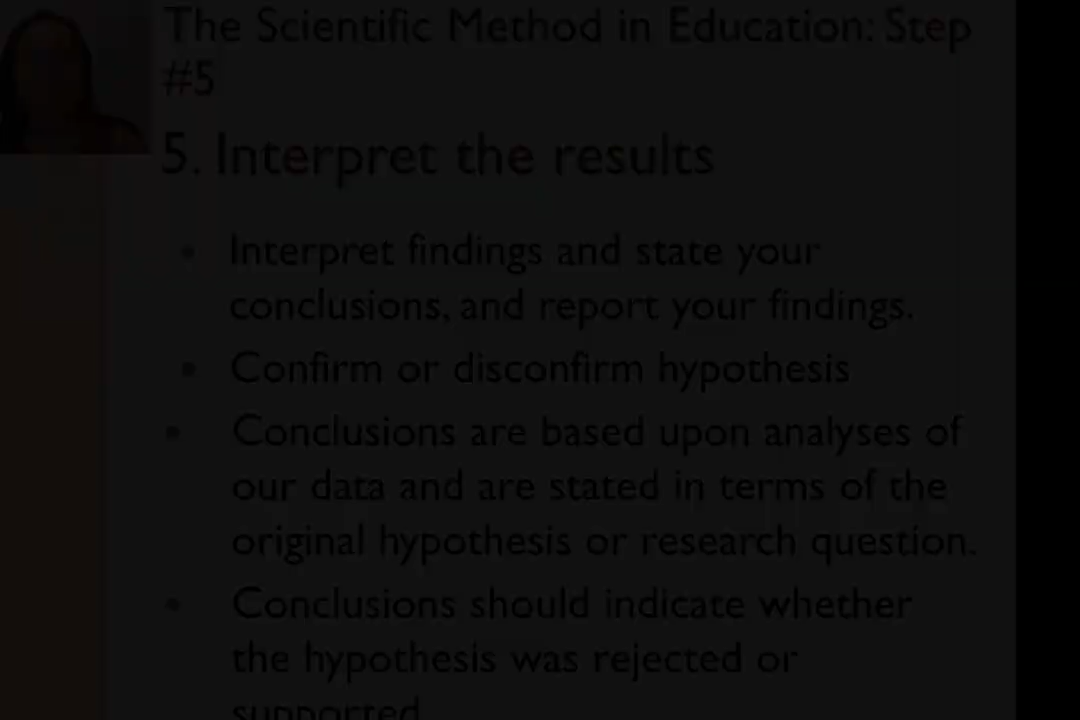 The Scientific Method in Education: Step
#5
5. Interpret the results
• Interpret findings and state your
conclusions, and report your findings.
• Confirm or disconfirm hypothesis
• Conclusions are based upon analyses of
our data and are stated in terms of the
original hypothesis or research question.
• Conclusions should indicate whether
the hypothesis was rejected or
supported.